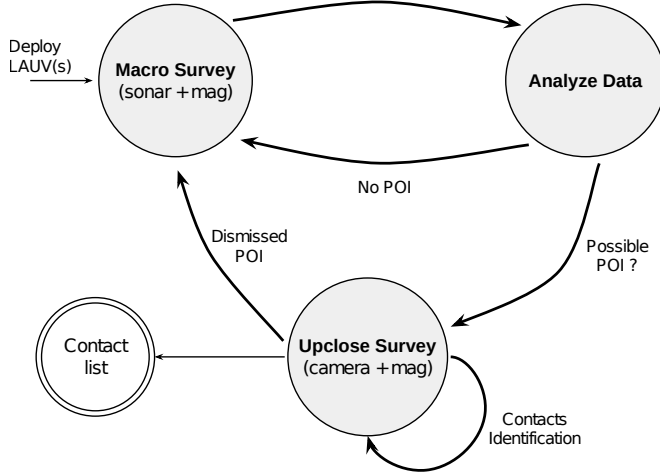 Deploy
LAUV(s)
Macro Survey
(sonar + mag)
Analyze Data
No POI
Dismissed
POI
Possible
POI ?
Upclose Survey
(camera + mag)
Contact
list
Contacts
Identification